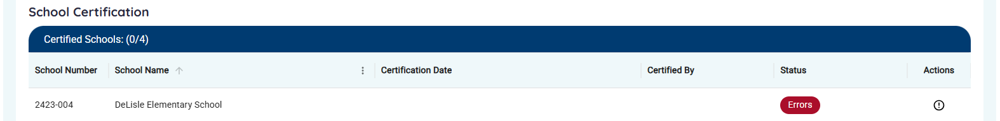 School Certification
Certified Schools: (0/4)
School Number School Name Certification Date Certified By Status Actions
2423-004 DeLisle Elementary School Errors